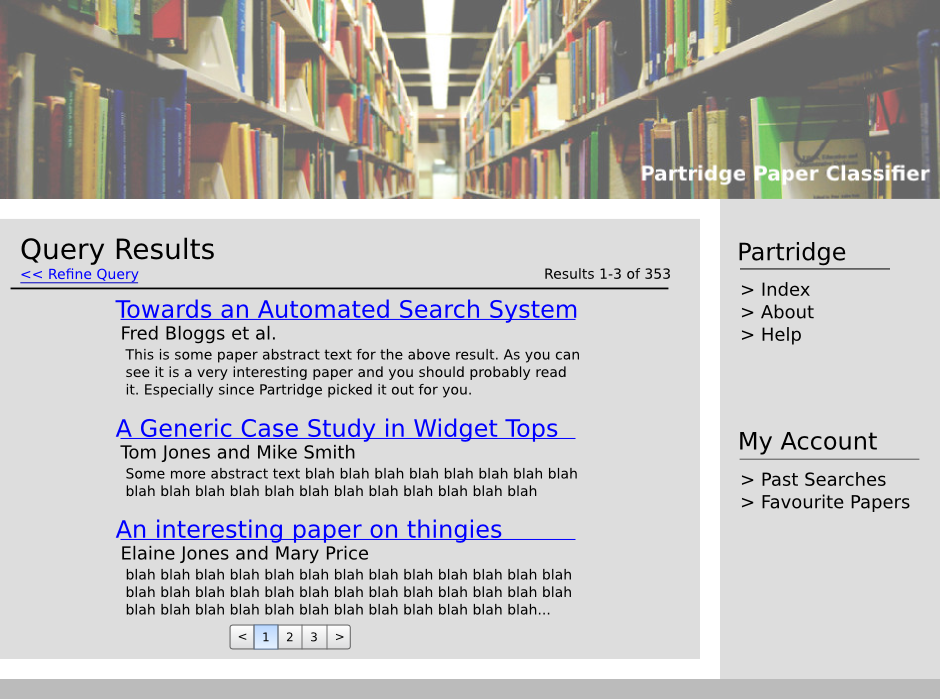 Partridge Paper Classifier
Query Results
<< Refine Query
Results 1-3 of 353
Towards an Automated Search System
Fred Bloggs et al.
This is some paper abstract text for the above result. As you can
see it is a very interesting paper and you should probably read
it. Especially since Partridge picked it out for you.
A Generic Case Study in Widget Tops
Tom Jones and Mike Smith
Some more abstract text blah blah blah blah blah blah blah blah
blah blah blah blah blah blah blah blah blah blah blah blah
An interesting paper on thingies
Elaine Jones and Mary Price
blah blah blah blah blah blah blah blah blah blah blah blah blah
blah blah blah blah blah blah blah blah blah blah blah blah blah
blah blah blah blah blah blah blah blah blah blah blah blah...
< 1 2 3 >
Partridge
> Index
> About
> Help
My Account
> Past Searches
> Favourite Papers